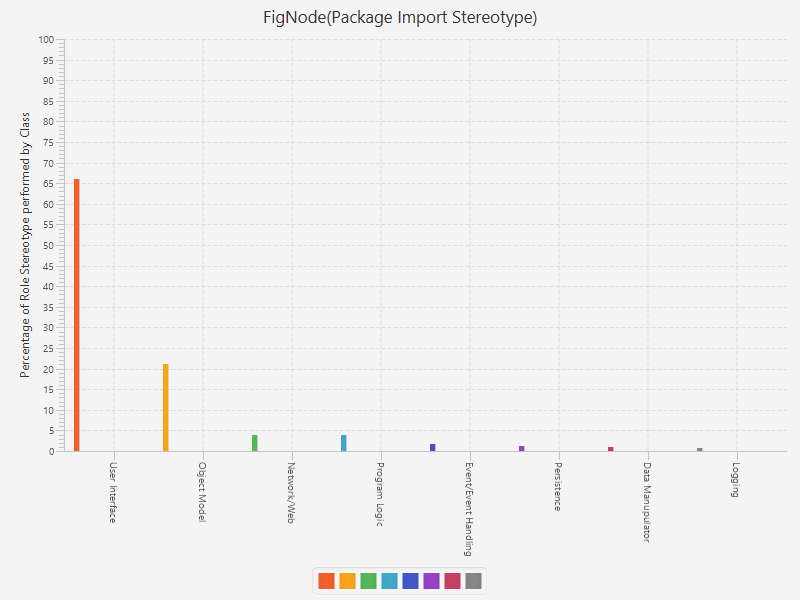 FigNode(Package Import Stereotype)
Percentage of Role Stereotype performed by Class
100
95
90
85
80
75
70
65
60
55
50
45
40
35
30
25
20
15
10
5
0
User Interface
Object Model
Network/Web
Program Logic
Event/Event Handling
Persistence
Data Manupulator
Logging